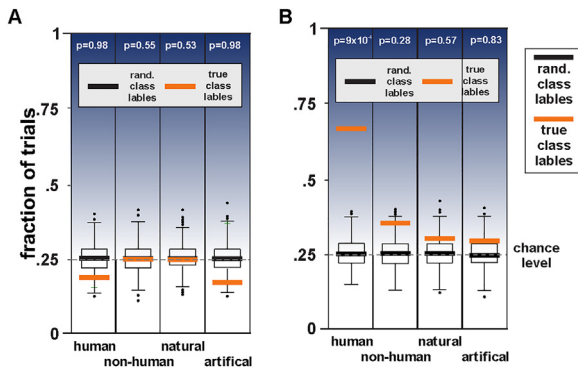 A
p=0.98 p=0.55 p=0.53 p=0.98
rand. class lables
true class lables
1
.75
.5
.25
0
fraction of trials
human
non-human
natural
artifical
B
p=0.28 p=0.57 p=0.83
rand. class lables
true class lables
1
.75
.5
.25
0
human
non-human
natural
artifical
rand.
class
lables
true
class
lables
chance
level